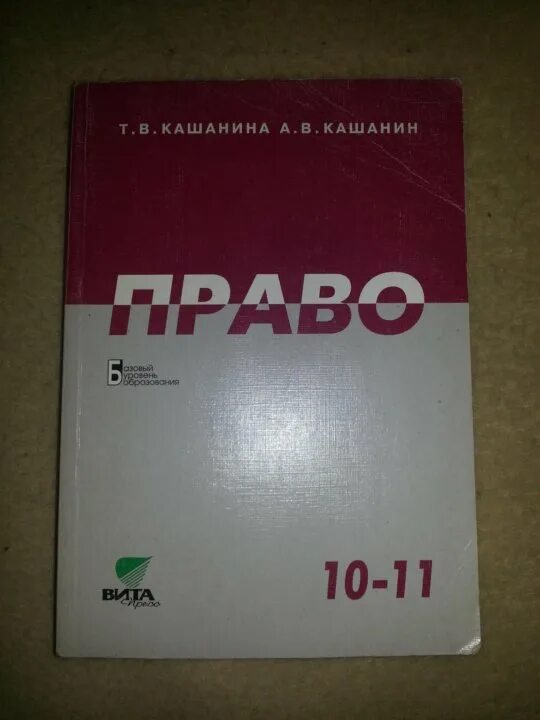 Т.В.КАШАНИНА А.В.КАШАНИН
ПРАВО
Базовый
уровень
образования
ВИТА
Пресс
10-11